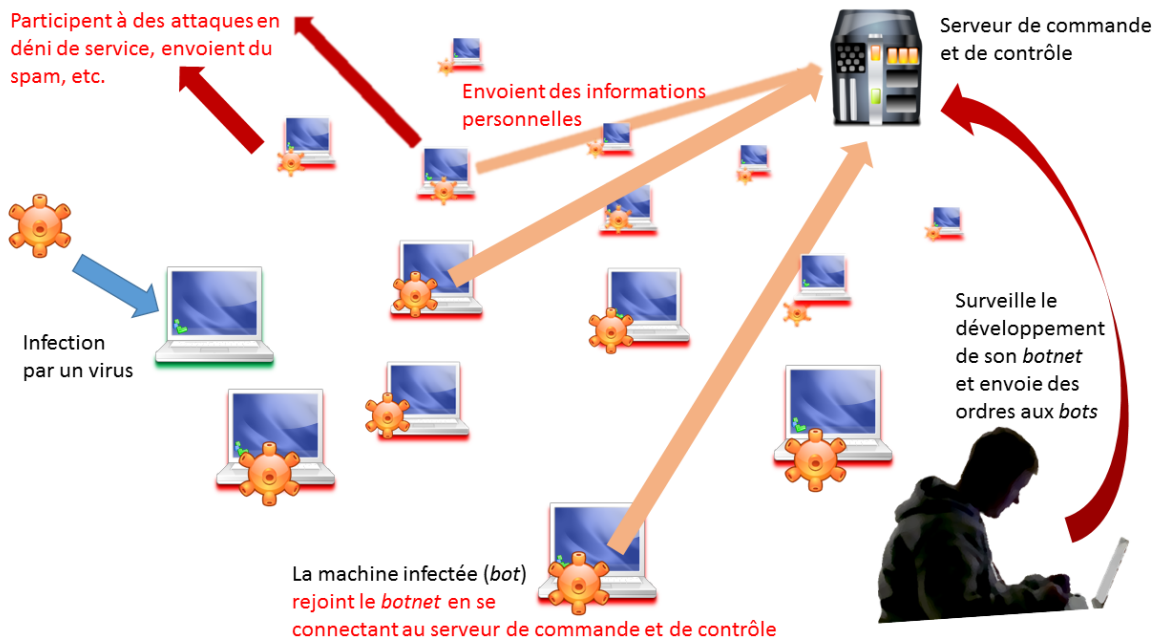 Participent à des attaques en
déni de service, envoient du
spam, etc.
Serveur de commande
et de contrôle
Envoient des informations
personnelles
Infection
par un virus
Surveille le
développement
de son botnet
et envoie des
ordres aux bots
La machine infectée (bot)
rejoint le botnet en se
connectant au serveur de commande et de contrôle